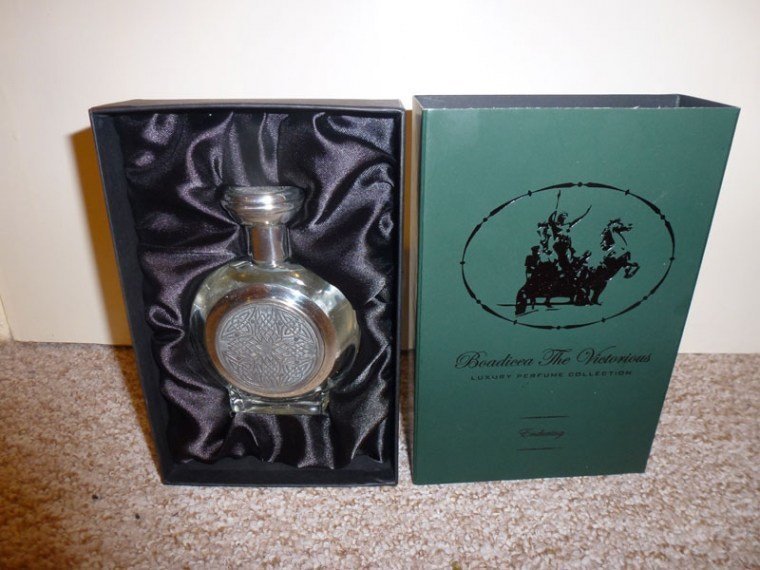 Boadicea The Victorious
LUXURY PERFUME COLLECTION
Enduring